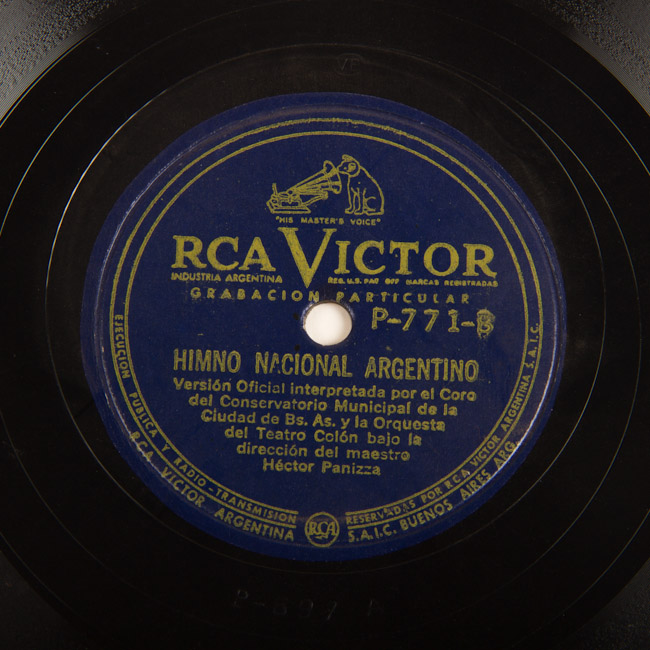 "HIS MASTER'S VOICE"
RCA VICTOR
INDUSTRIA ARGENTINA REG. U.S. PAT. OFF. MARCAS REGISTRADAS
GRABACION PARTICULAR
P-771-B
HIMNO NACIONAL ARGENTINO
Versión Oficial interpretada por el Coro
del Conservatorio Municipal de la
Ciudad de Bs. As. y la Orquesta
del Teatro Colón bajo la
dirección del maestro
Héctor Panizza
EJECUCION PUBLICA Y RADIO-TRANSMISION
RESERVADAS POR RCA VICTOR ARGENTINA S.A.I.C.
RCA VICTOR ARGENTINA
RCA
S.A.I.C. BUENOS AIRES ARG.